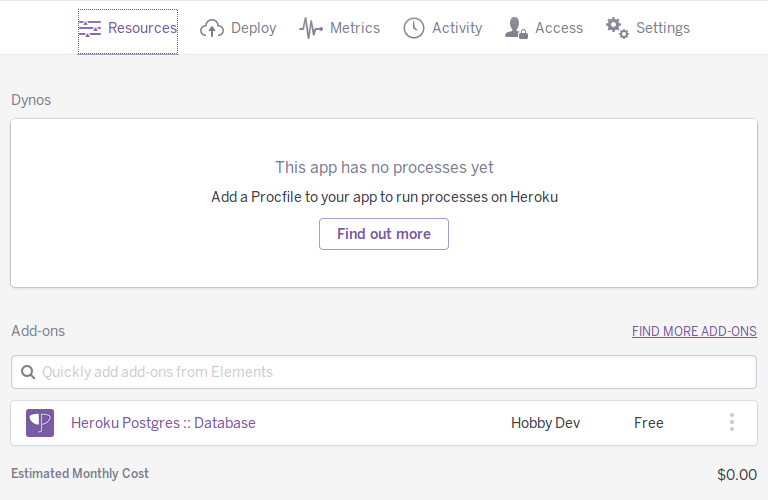 Resources Deploy Metrics Activity Access Settings
Dynos
This app has no processes yet
Add a Procfile to your app to run processes on Heroku
Find out more
Add-ons FIND MORE ADD-ONS
Quickly add add-ons from Elements
Heroku Postgres :: Database Hobby Dev Free
Estimated Monthly Cost $0.00